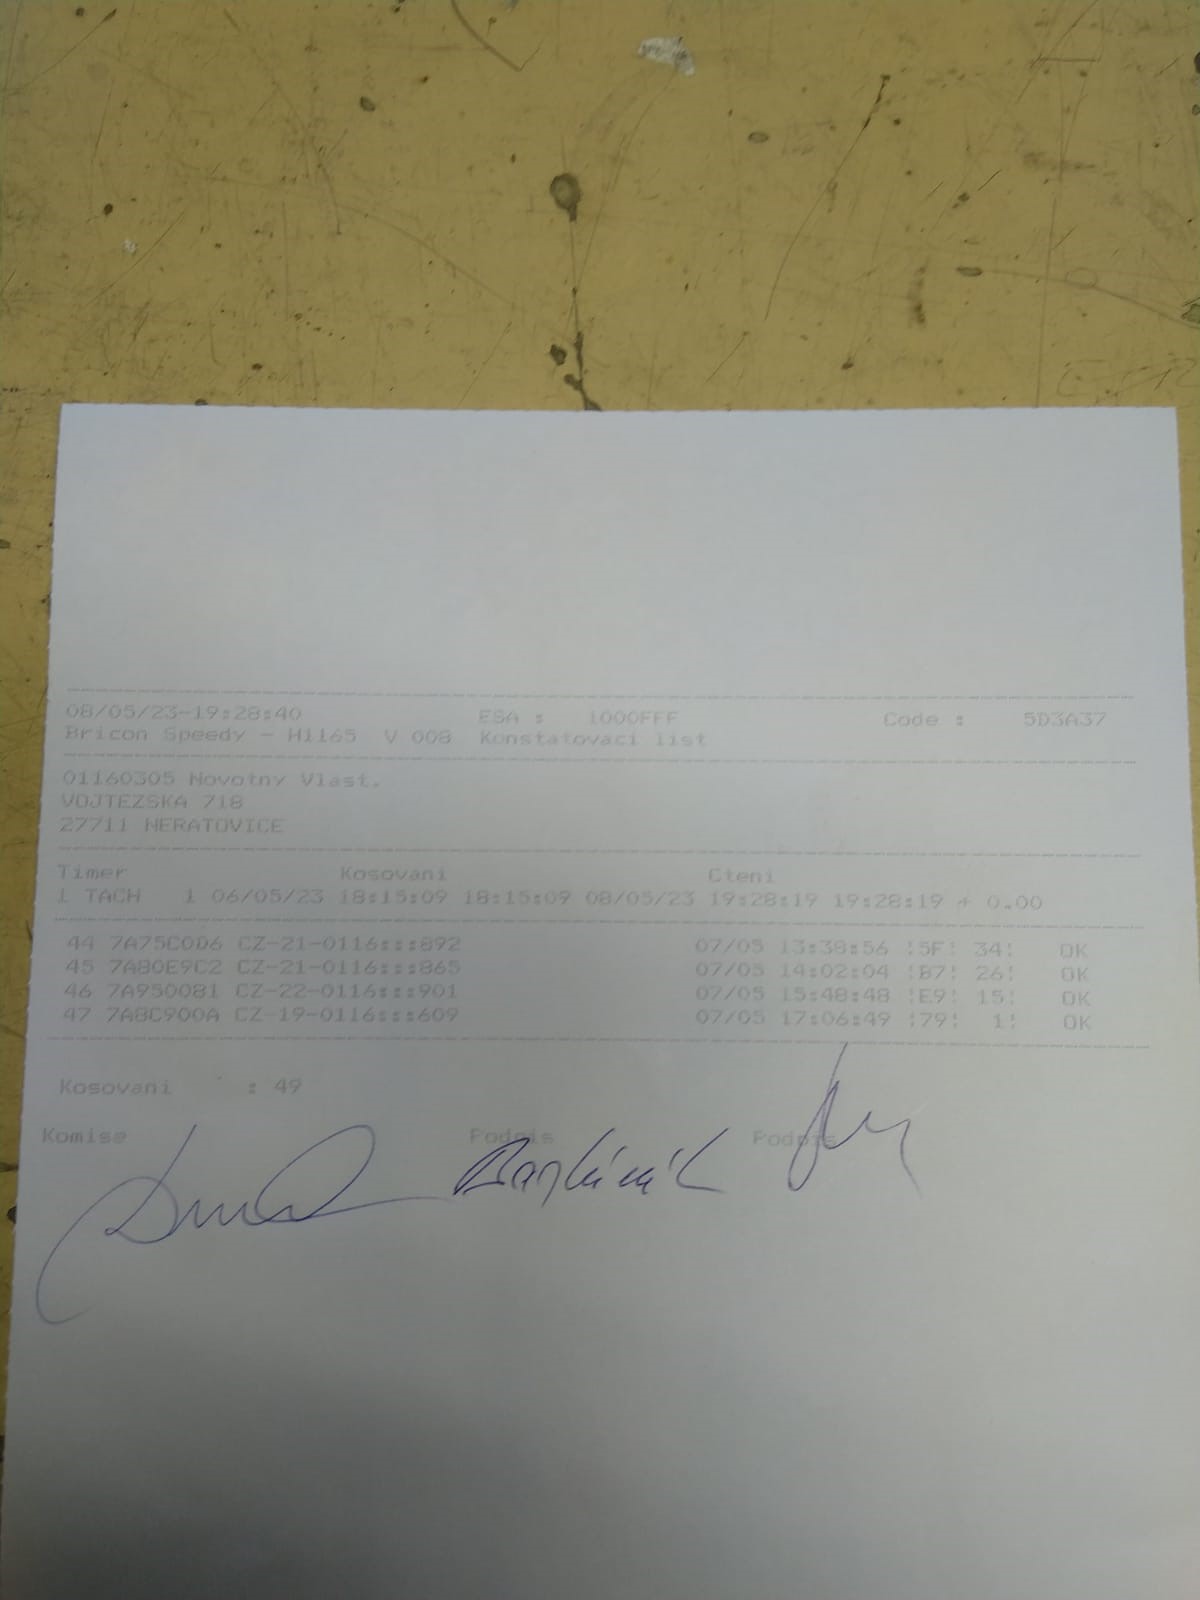 08/05/23-19:28:40 ESA : 1000FFF Code : 5D3A37
Bricon Speedy - H1165 V 008 Konstatovaci list
01160305 Novotny Vlast.
VOJTEZSKA 718
27711 NERATOVICE
Timer Kosovani Cteni
1 TACH 1 06/05/23 18:15:09 18:15:09 08/05/23 19:28:19 19:28:19 + 0.00
44 7A75C0D6 CZ-21-0116:::892 07/05 13:38:56 !5F! 34! OK
45 7A80E9C2 CZ-21-0116:::865 07/05 14:02:04 !B7! 26! OK
46 7A950081 CZ-22-0116:::901 07/05 15:48:48 !E9! 15! OK
47 7A8C900A CZ-19-0116:::609 07/05 17:06:49 !79! 1! OK
Kosovani : 49
Komise Podpis Podpis